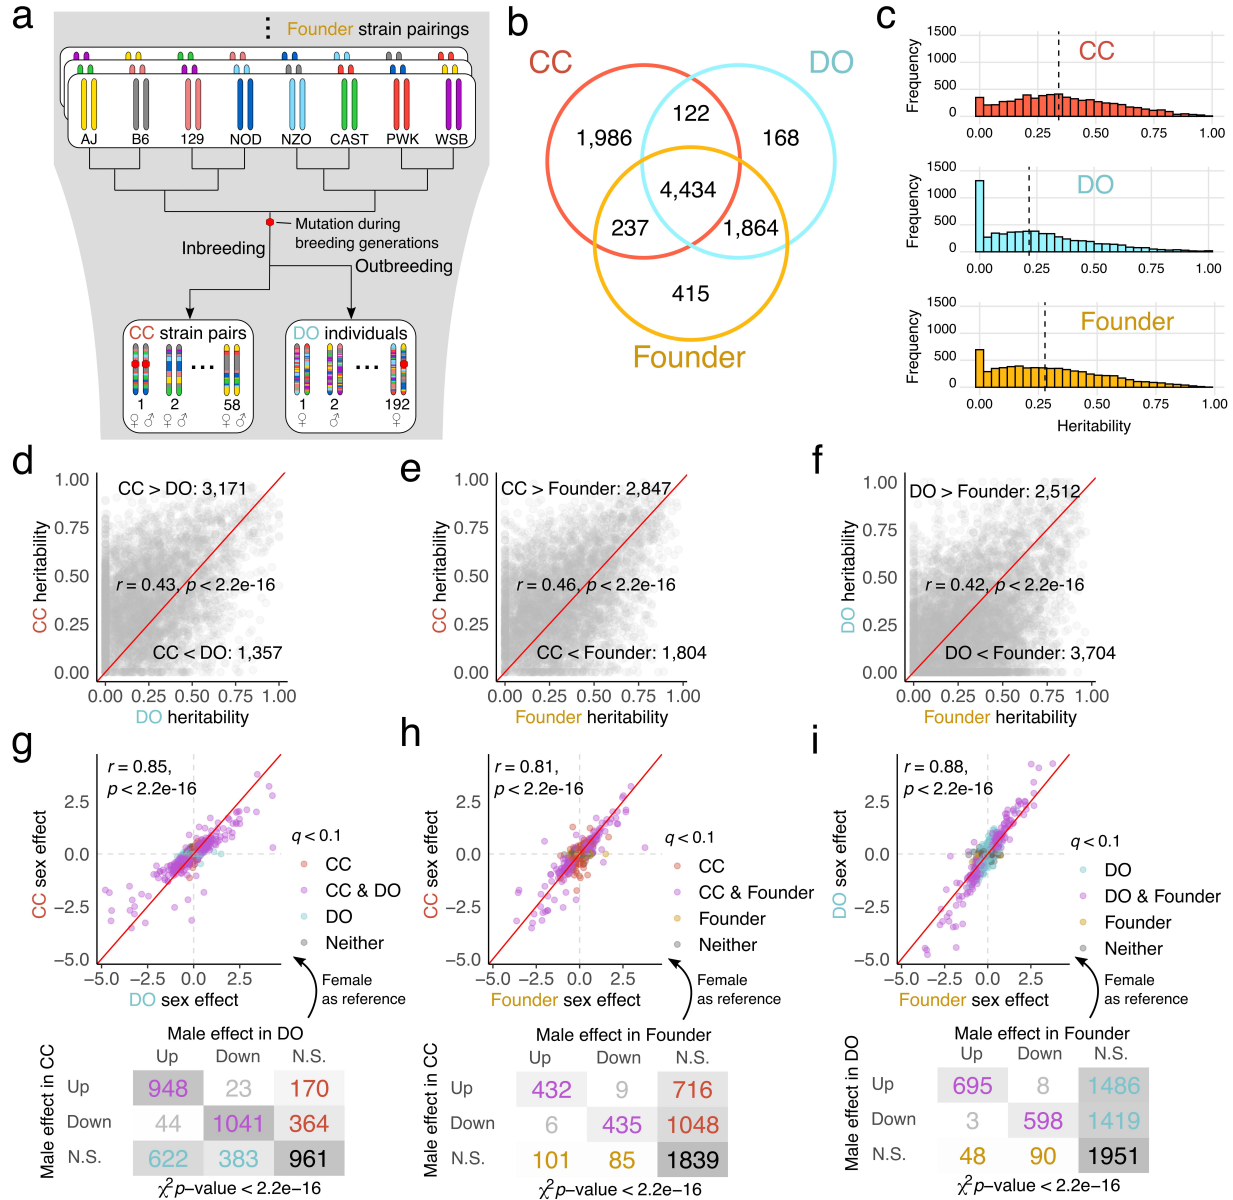 a
Founder strain pairings
AJ B6 129 NOD NZO CAST PWK WSB
Mutation during
breeding generations
Inbreeding
Outbreeding
CC strain pairs
...
1 2 58
♀ ♂ ♀ ♂ ♀ ♂
DO individuals
...
1 2 192
♀ ♂ ♀
b
CC
DO
122
1,986
168
4,434
237
1,864
415
Founder
c
CC
Frequency
1500
1000
500
0
0.00 0.25 0.50 0.75 1.00
DO
Frequency
1500
1000
500
0
0.00 0.25 0.50 0.75 1.00
Founder
Frequency
1500
1000
500
0
0.00 0.25 0.50 0.75 1.00
Heritability
d
CC heritability
1.00
0.75
0.50
0.25
0.00
CC > DO: 3,171
r = 0.43, p < 2.2e-16
CC < DO: 1,357
0.00 0.25 0.50 0.75 1.00
DO heritability
e
CC heritability
1.00
0.75
0.50
0.25
0.00
CC > Founder: 2,847
r = 0.46, p < 2.2e-16
CC < Founder: 1,804
0.00 0.25 0.50 0.75 1.00
Founder heritability
f
DO heritability
1.00
0.75
0.50
0.25
0.00
DO > Founder: 2,512
r = 0.42, p < 2.2e-16
DO < Founder: 3,704
0.00 0.25 0.50 0.75 1.00
Founder heritability
g
CC sex effect
2.5
0.0
−2.5
−5.0
r = 0.85,
p < 2.2e-16
q < 0.1
CC
CC & DO
DO
Neither
−5.0 −2.5 0.0 2.5
DO sex effect
Female
as reference
Male effect in DO
Up Down N.S.
Male effect in CC
Up 948 23 170
Down 44 1041 364
N.S. 622 383 961
χ² p−value < 2.2e−16
h
CC sex effect
2.5
0.0
−2.5
−5.0
r = 0.81,
p < 2.2e-16
q < 0.1
CC
CC & Founder
Founder
Neither
−5.0 −2.5 0.0 2.5
Founder sex effect
Female
as reference
Male effect in Founder
Up Down N.S.
Male effect in CC
Up 432 9 716
Down 6 435 1048
N.S. 101 85 1839
χ² p−value < 2.2e−16
i
DO sex effect
2.5
0.0
−2.5
−5.0
r = 0.88,
p < 2.2e-16
q < 0.1
DO
DO & Founder
Founder
Neither
−5.0 −2.5 0.0 2.5
Founder sex effect
Female
as reference
Male effect in Founder
Up Down N.S.
Male effect in DO
Up 695 8 1486
Down 3 598 1419
N.S. 48 90 1951
χ² p−value < 2.2e−16